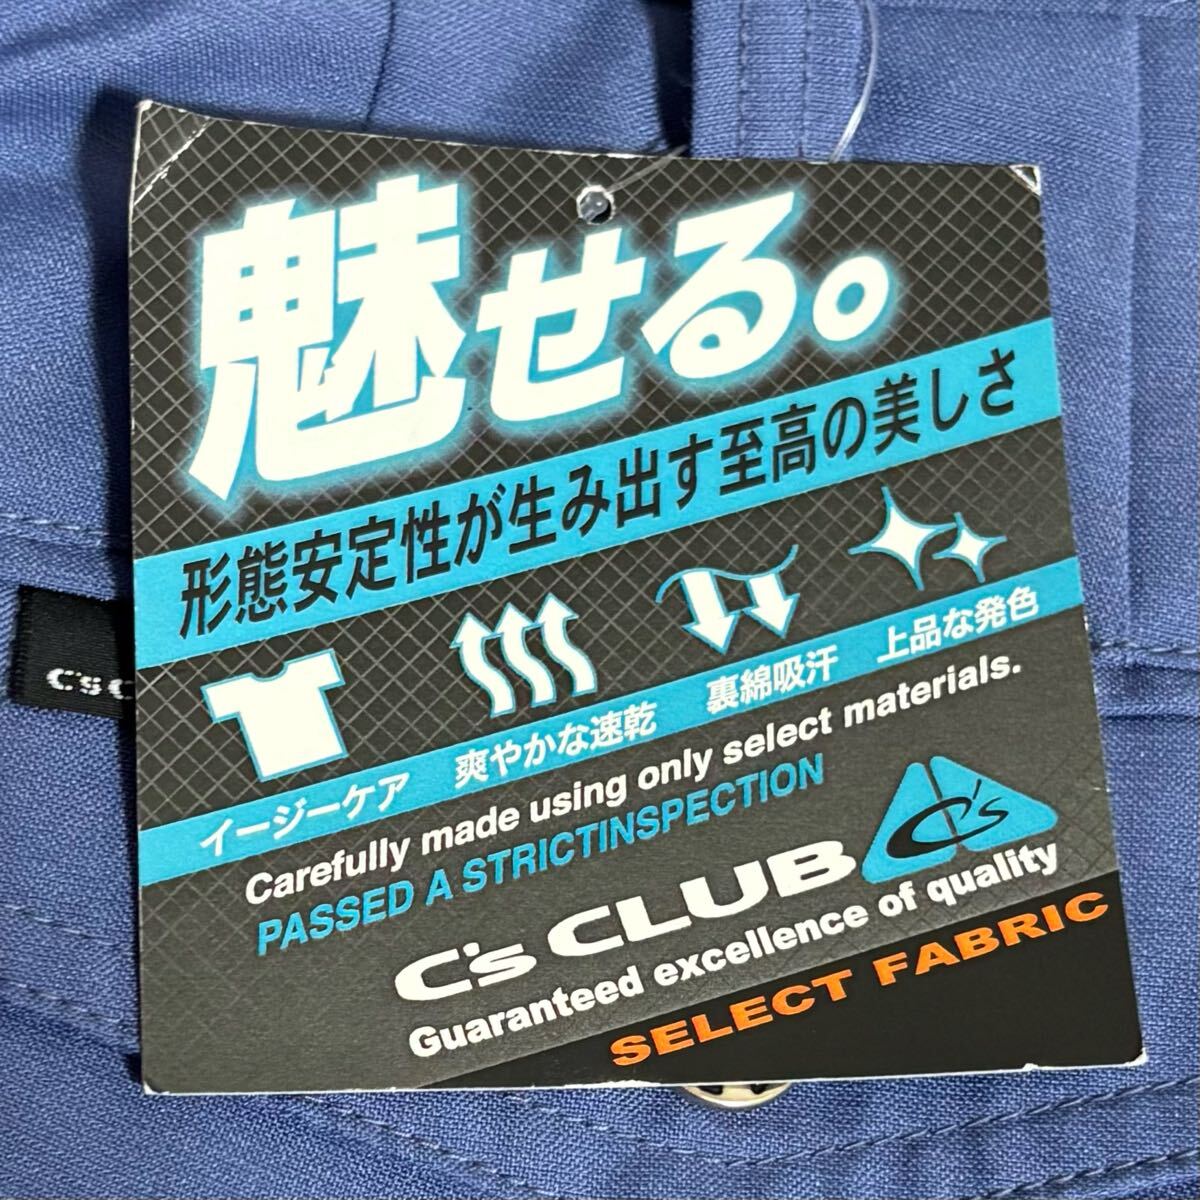 魅せる。
形態安定性が生み出す至高の美しさ
イージーケア 爽やかな速乾 裏綿吸汗 上品な発色
Carefully made using only select materials.
PASSED A STRICTINSPECTION
C's CLUB C's
Guaranteed excellence of quality
SELECT FABRIC
C's C